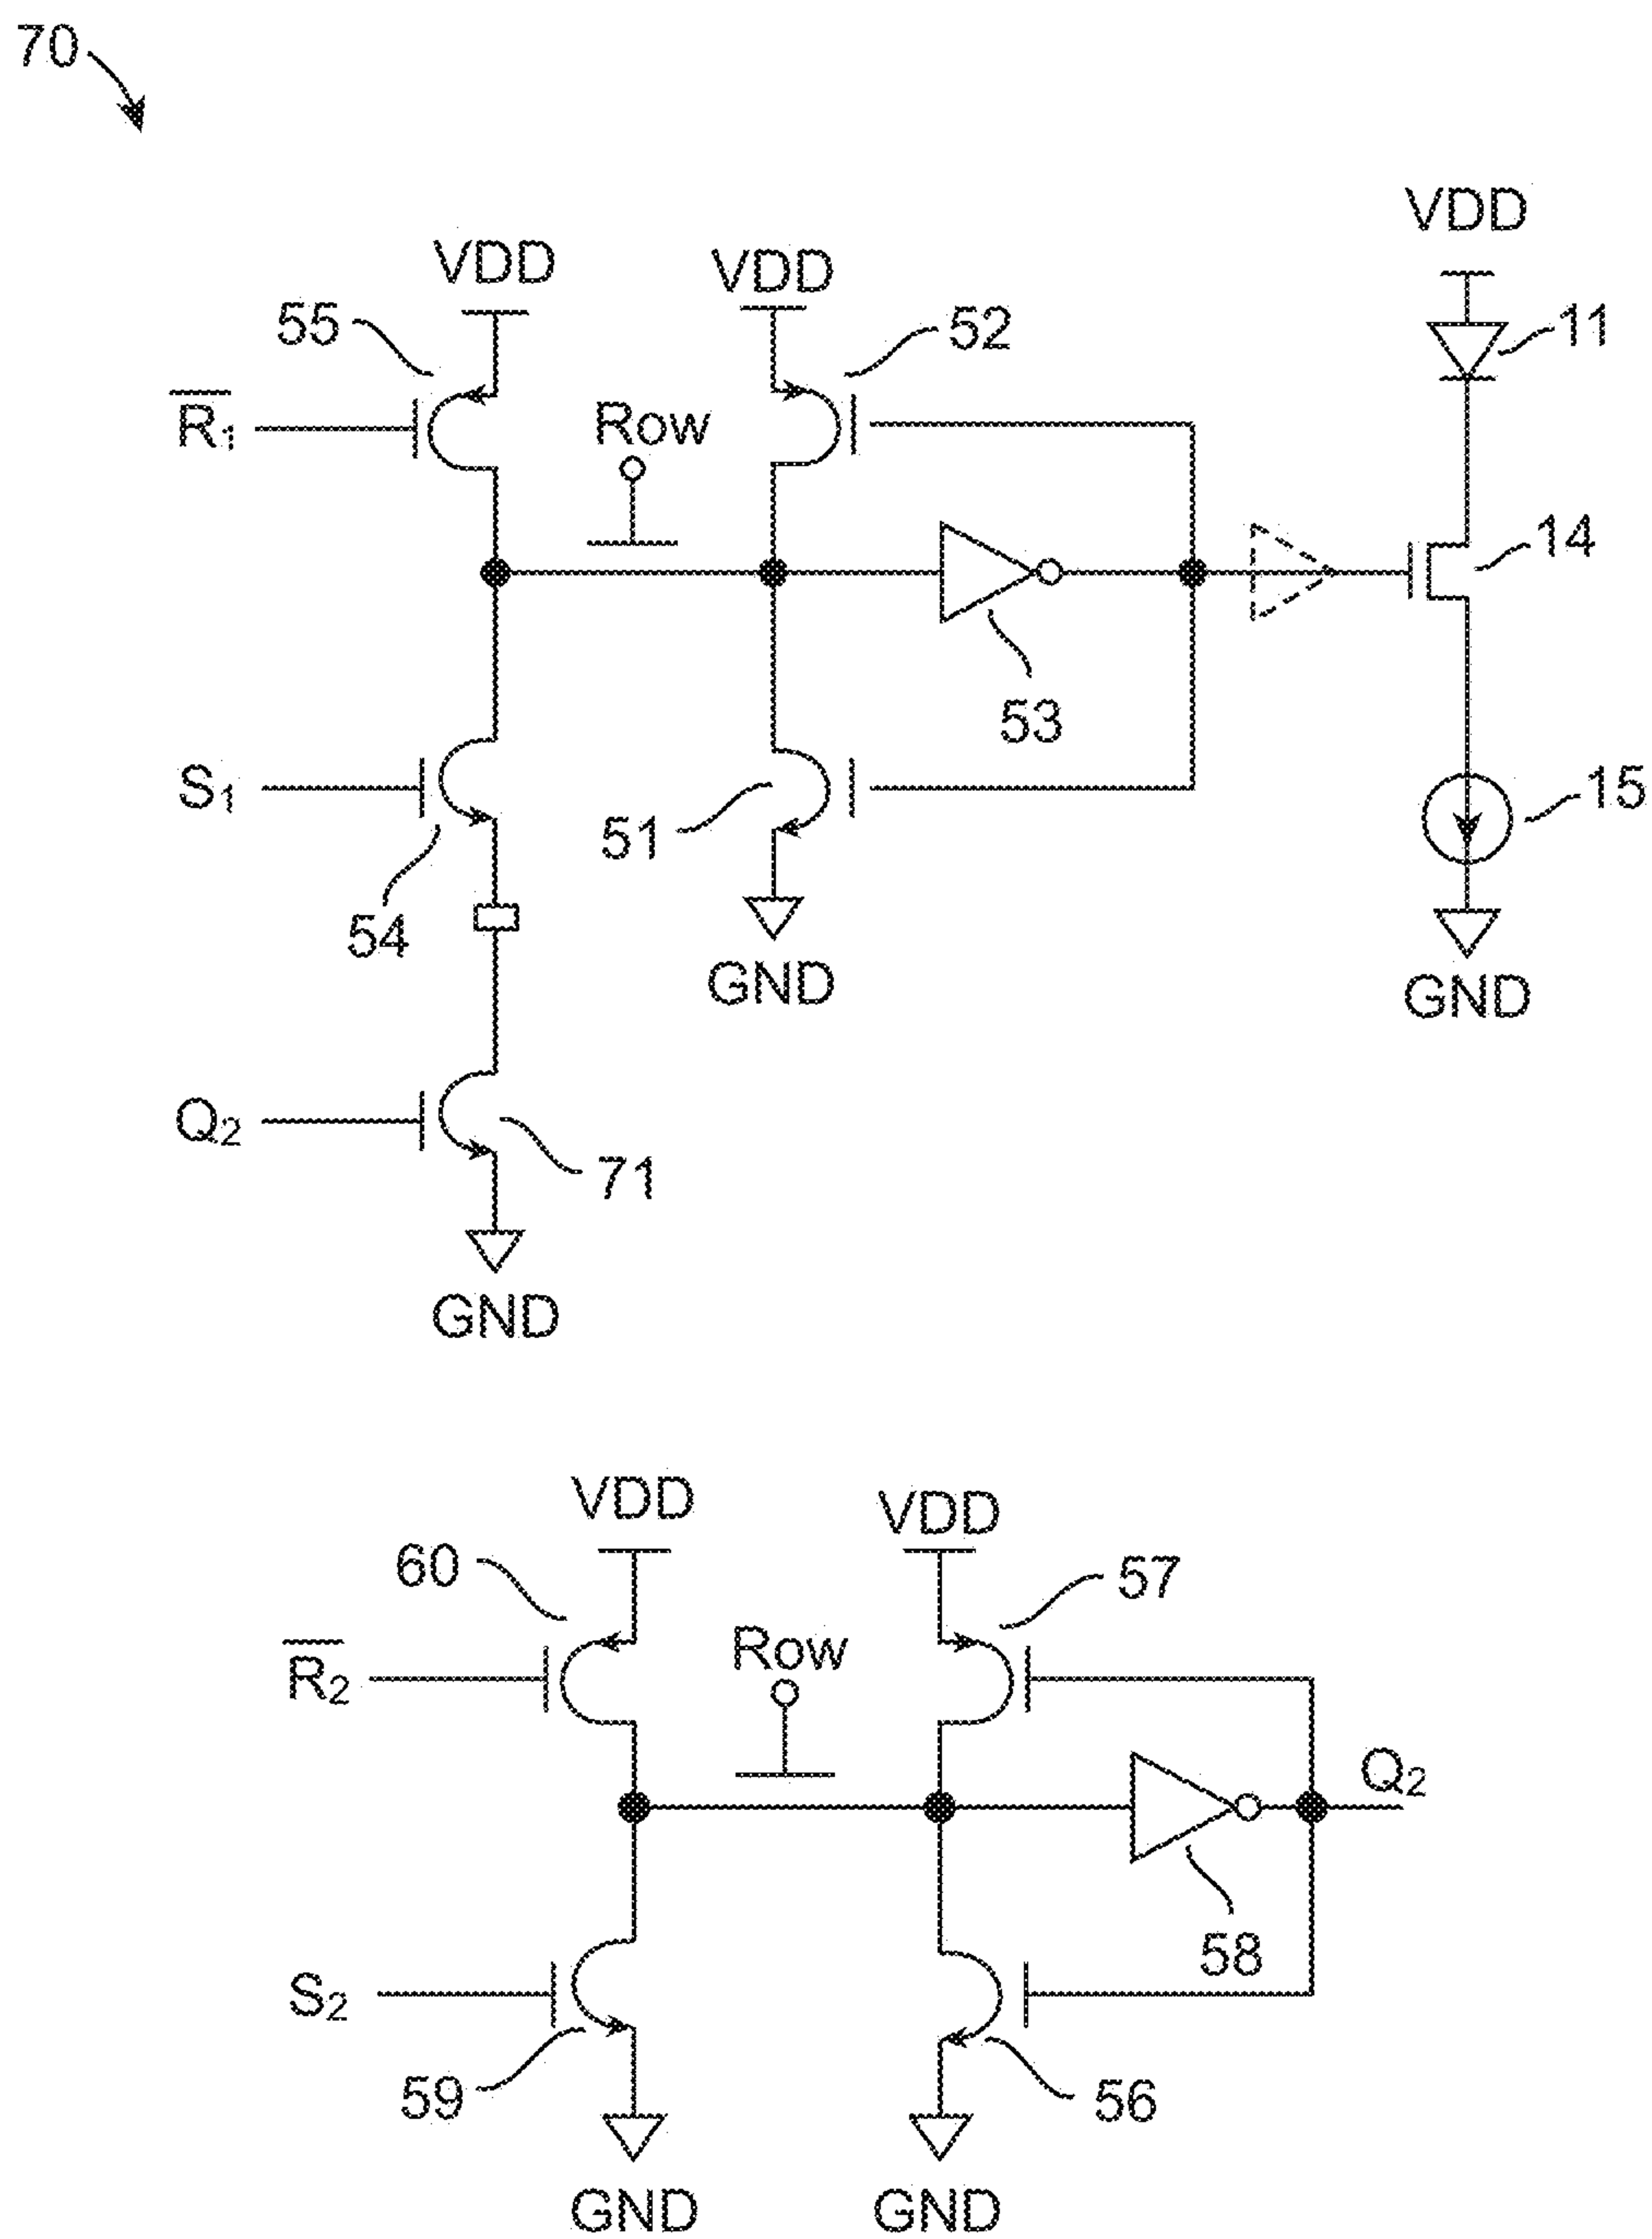 70
VDD
VDD
VDD
55
52
11
R̅₁
Row
14
53
S₁
51
15
54
GND
GND
Q₂
71
GND
VDD
VDD
60
57
R̅₂
Row
Q₂
58
S₂
59
56
GND
GND